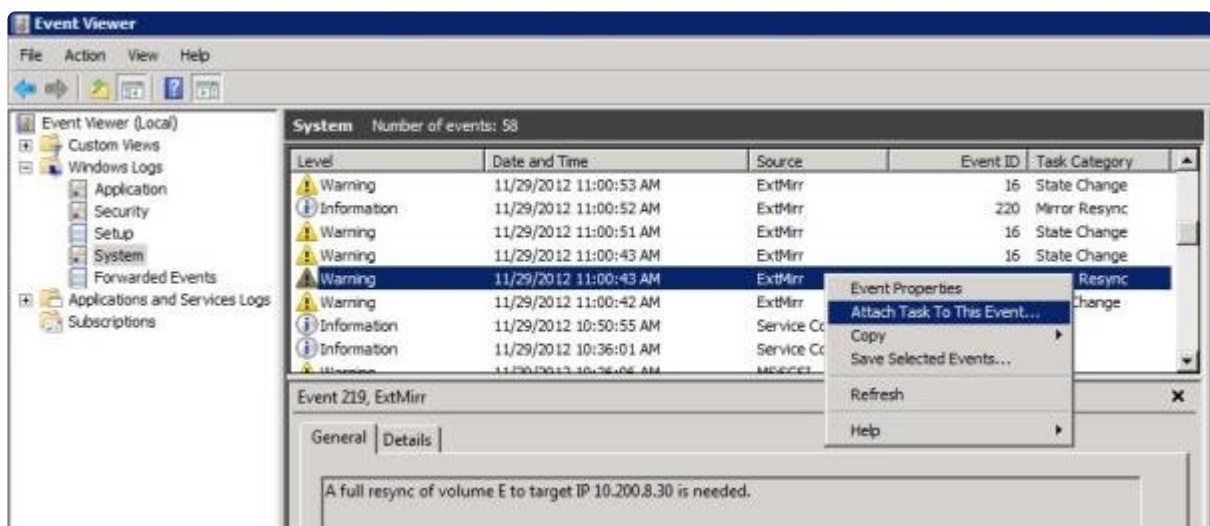 Event Viewer
File Action View Help
Event Viewer (Local)
Custom Views
Windows Logs
Application
Security
Setup
System
Forwarded Events
Applications and Services Logs
Subscriptions
System Number of events: 58
Level Date and Time Source Event ID Task Category
Warning 11/29/2012 11:00:53 AM ExtMirr 16 State Change
Information 11/29/2012 11:00:52 AM ExtMirr 220 Mirror Resync
Warning 11/29/2012 11:00:51 AM ExtMirr 16 State Change
Warning 11/29/2012 11:00:43 AM ExtMirr 16 State Change
Warning 11/29/2012 11:00:43 AM ExtMirr Resync
Warning 11/29/2012 11:00:42 AM ExtMirr Change
Information 11/29/2012 10:50:55 AM Service Co
Information 11/29/2012 10:36:01 AM Service Co
Event Properties
Attach Task To This Event...
Copy
Save Selected Events...
Refresh
Help
Event 219, ExtMirr
General Details
A full resync of volume E to target IP 10.200.8.30 is needed.